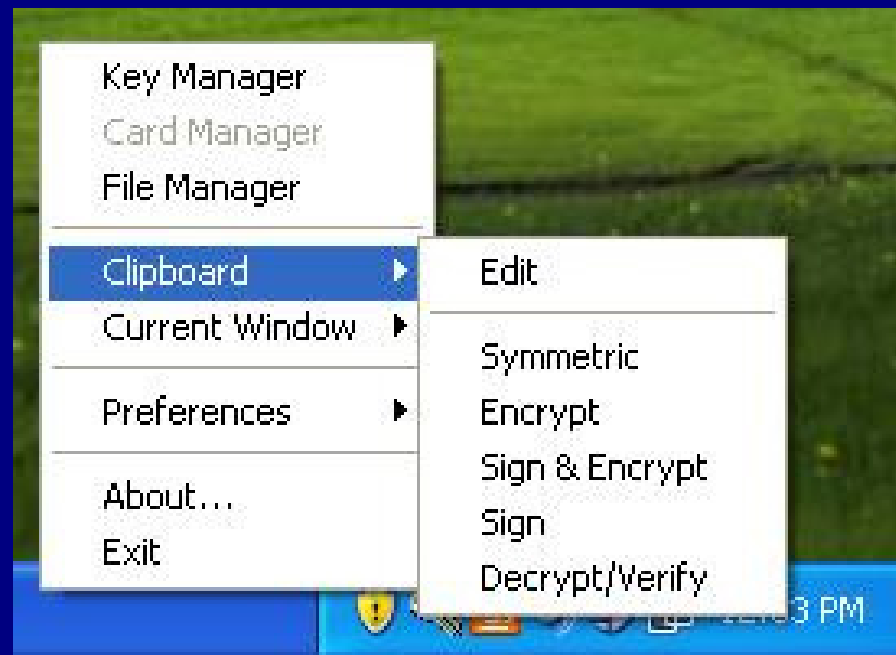 Key Manager
Card Manager
File Manager
Clipboard
Current Window
Preferences
About...
Exit
Edit
Symmetric
Encrypt
Sign & Encrypt
Sign
Decrypt/Verify
PM